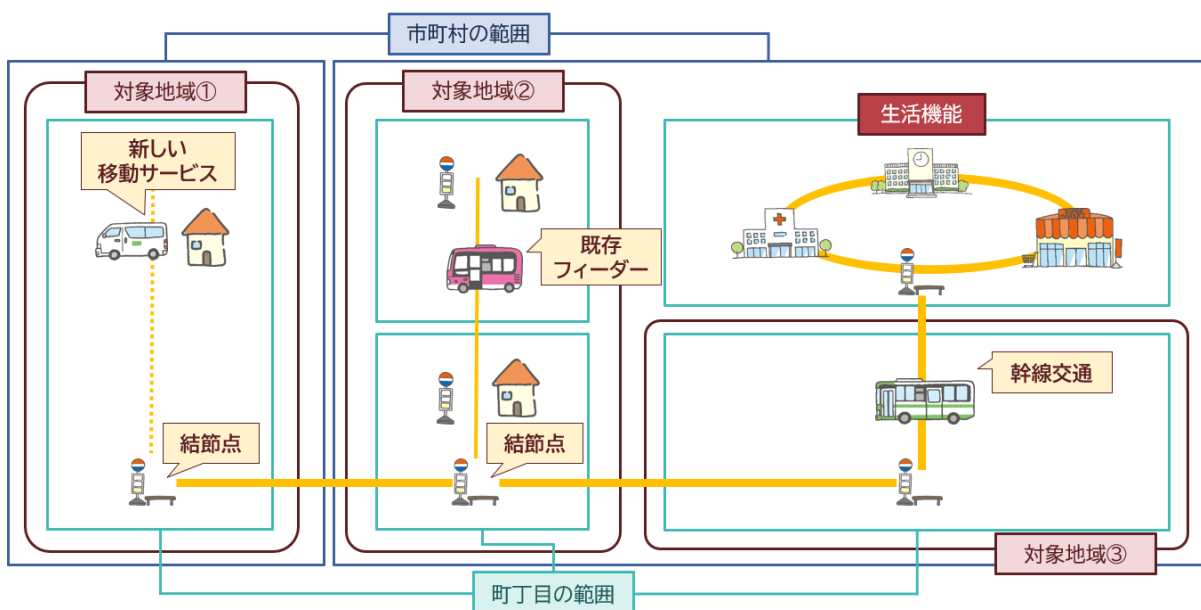 市町村の範囲
対象地域①
対象地域②
生活機能
新しい
移動サービス
既存
フィーダー
幹線交通
結節点
結節点
対象地域③
町丁目の範囲